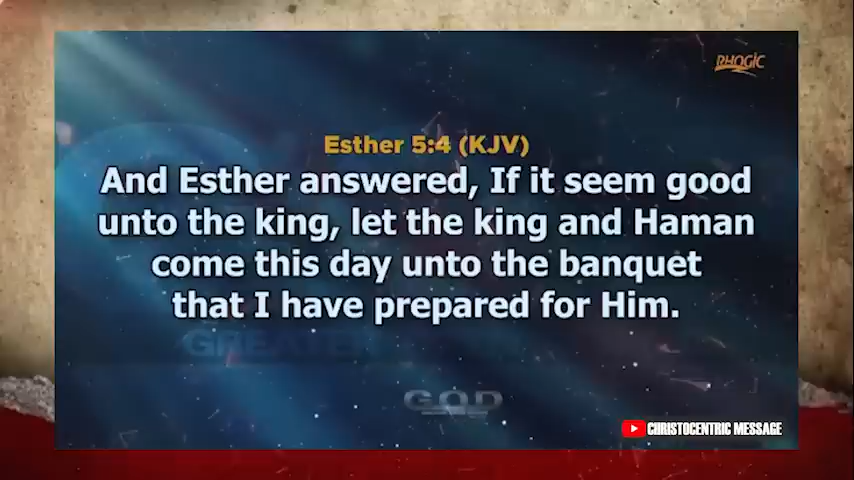 PHOGIC
Esther 5:4 (KJV)
And Esther answered, If it seem good
unto the king, let the king and Haman
come this day unto the banquet
that I have prepared for Him.
GREATER
GOD
CHRISTOCENTRIC MESSAGE